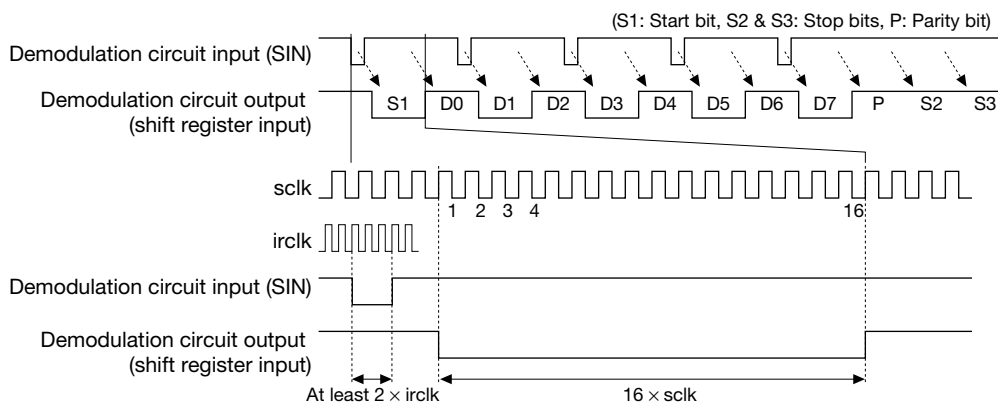 (S1: Start bit, S2 & S3: Stop bits, P: Parity bit)
Demodulation circuit input (SIN)
Demodulation circuit output
(shift register input)
S1 D0 D1 D2 D3 D4 D5 D6 D7 P S2 S3
sclk
1 2 3 4 16
irclk
Demodulation circuit input (SIN)
Demodulation circuit output
(shift register input)
At least 2 × irclk 16 × sclk